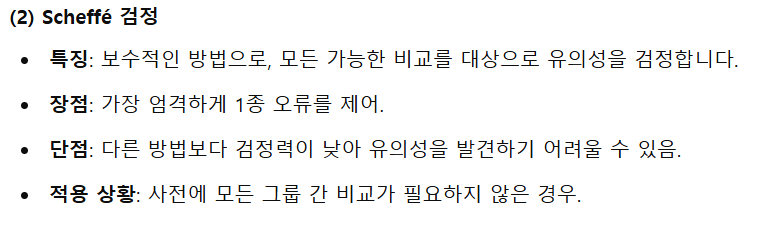 (2) Scheffé 검정
• 특징: 보수적인 방법으로, 모든 가능한 비교를 대상으로 유의성을 검정합니다.
• 장점: 가장 엄격하게 1종 오류를 제어.
• 단점: 다른 방법보다 검정력이 낮아 유의성을 발견하기 어려울 수 있음.
• 적용 상황: 사전에 모든 그룹 간 비교가 필요하지 않은 경우.